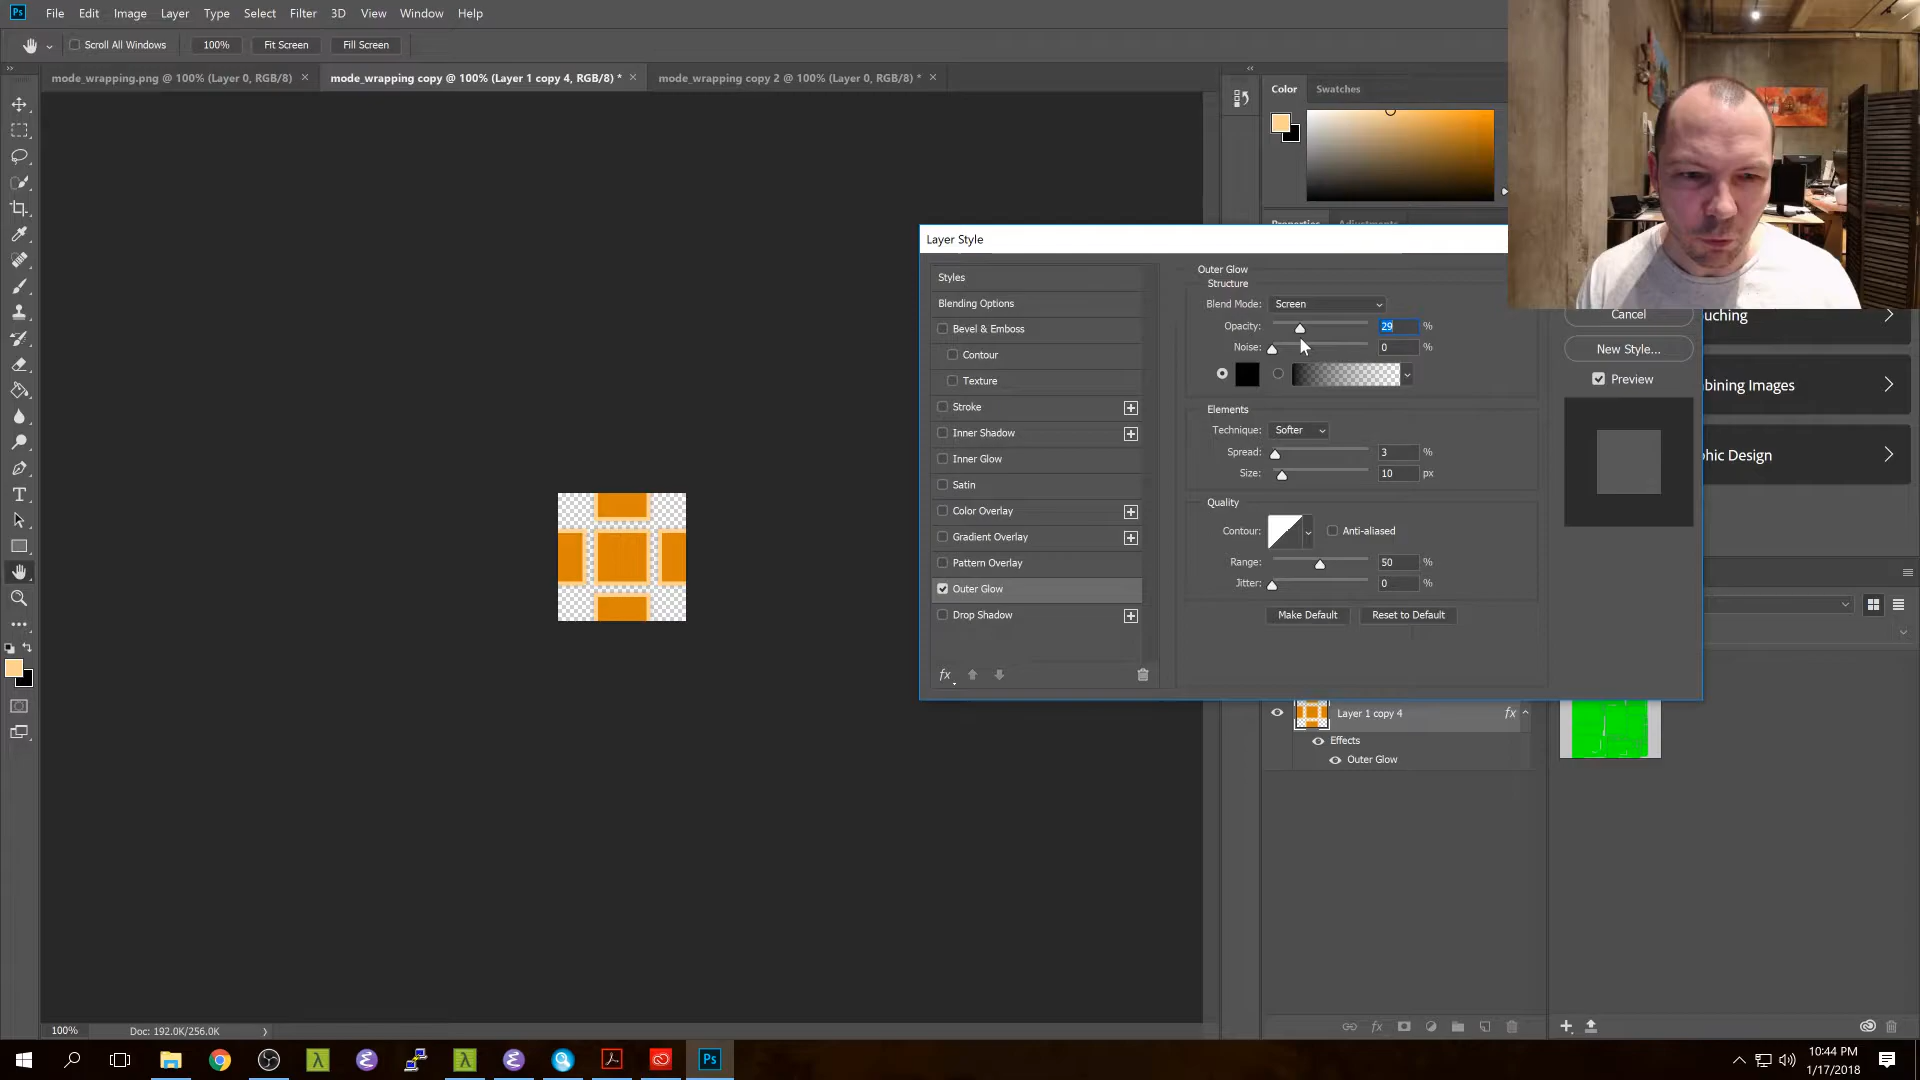 Ps File Edit Image Layer Type Select Filter 3D View Window Help
Scroll All Windows 100% Fit Screen Fill Screen
mode_wrapping.png @ 100% (Layer 0, RGB/8) × mode_wrapping copy @ 100% (Layer 1 copy 4, RGB/8) * × mode_wrapping copy 2 @ 100% (Layer 0, RGB/8) * ×
Color Swatches
Layer Style
Styles
Blending Options
Bevel & Emboss
Contour
Texture
Stroke
Inner Shadow
Inner Glow
Satin
Color Overlay
Gradient Overlay
Pattern Overlay
Outer Glow
Drop Shadow
fx
Outer Glow
Structure
Blend Mode: Screen
Opacity: 29 %
Noise: 0 %
Elements
Technique: Softer
Spread: 3 %
Size: 10 px
Quality
Contour: Anti-aliased
Range: 50 %
Jitter: 0 %
Make Default Reset to Default
Cancel
New Style...
Preview
uching
bining Images
phic Design
Layer 1 copy 4 fx
Effects
Outer Glow
fx
100% Doc: 192.0K/256.0K
Ps
10:44 PM
1/17/2018